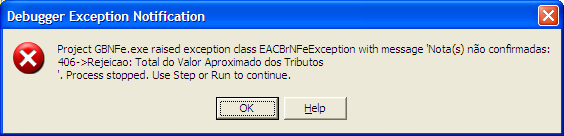 Debugger Exception Notification
Project GBNFe.exe raised exception class EACBrNFeException with message 'Nota(s) não confirmadas:
406->Rejeicao: Total do Valor Aproximado dos Tributos
'. Process stopped. Use Step or Run to continue.
OK
Help